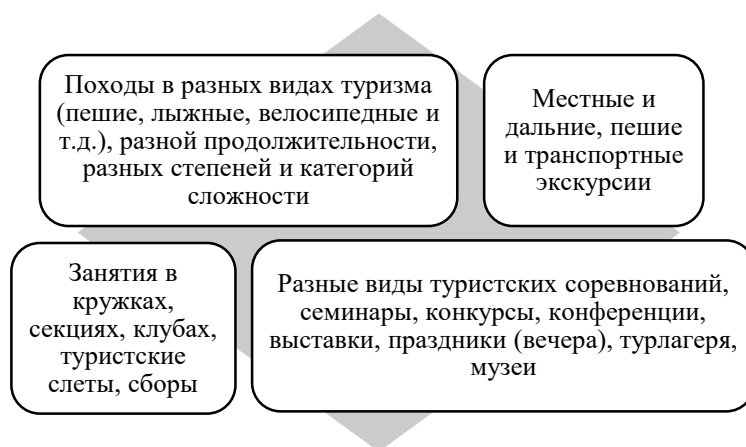 Походы в разных видах туризма
(пешие, лыжные, велосипедные и
т.д.), разной продолжительности,
разных степеней и категорий
сложности
Местные и
дальние, пешие
и транспортные
экскурсии
Занятия в
кружках,
секциях, клубах,
туристские
слеты, сборы
Разные виды туристских соревнований,
семинары, конкурсы, конференции,
выставки, праздники (вечера), турлагеря,
музеи